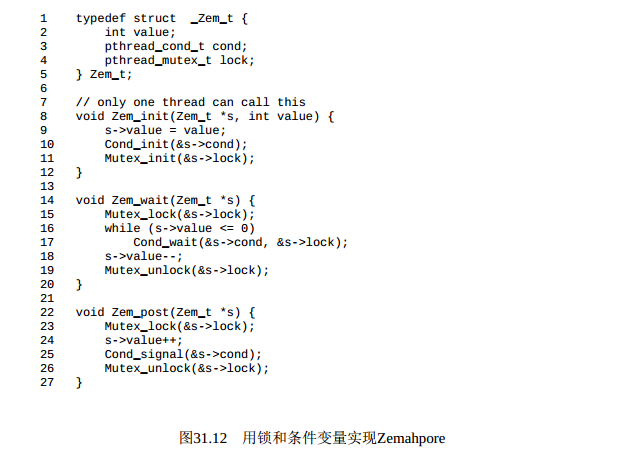 1 typedef struct _Zem_t {
2 int value;
3 pthread_cond_t cond;
4 pthread_mutex_t lock;
5 } Zem_t;
6
7 // only one thread can call this
8 void Zem_init(Zem_t *s, int value) {
9 s->value = value;
10 Cond_init(&s->cond);
11 Mutex_init(&s->lock);
12 }
13
14 void Zem_wait(Zem_t *s) {
15 Mutex_lock(&s->lock);
16 while (s->value <= 0)
17 Cond_wait(&s->cond, &s->lock);
18 s->value--;
19 Mutex_unlock(&s->lock);
20 }
21
22 void Zem_post(Zem_t *s) {
23 Mutex_lock(&s->lock);
24 s->value++;
25 Cond_signal(&s->cond);
26 Mutex_unlock(&s->lock);
27 }
图31.12 用锁和条件变量实现Zemahpore